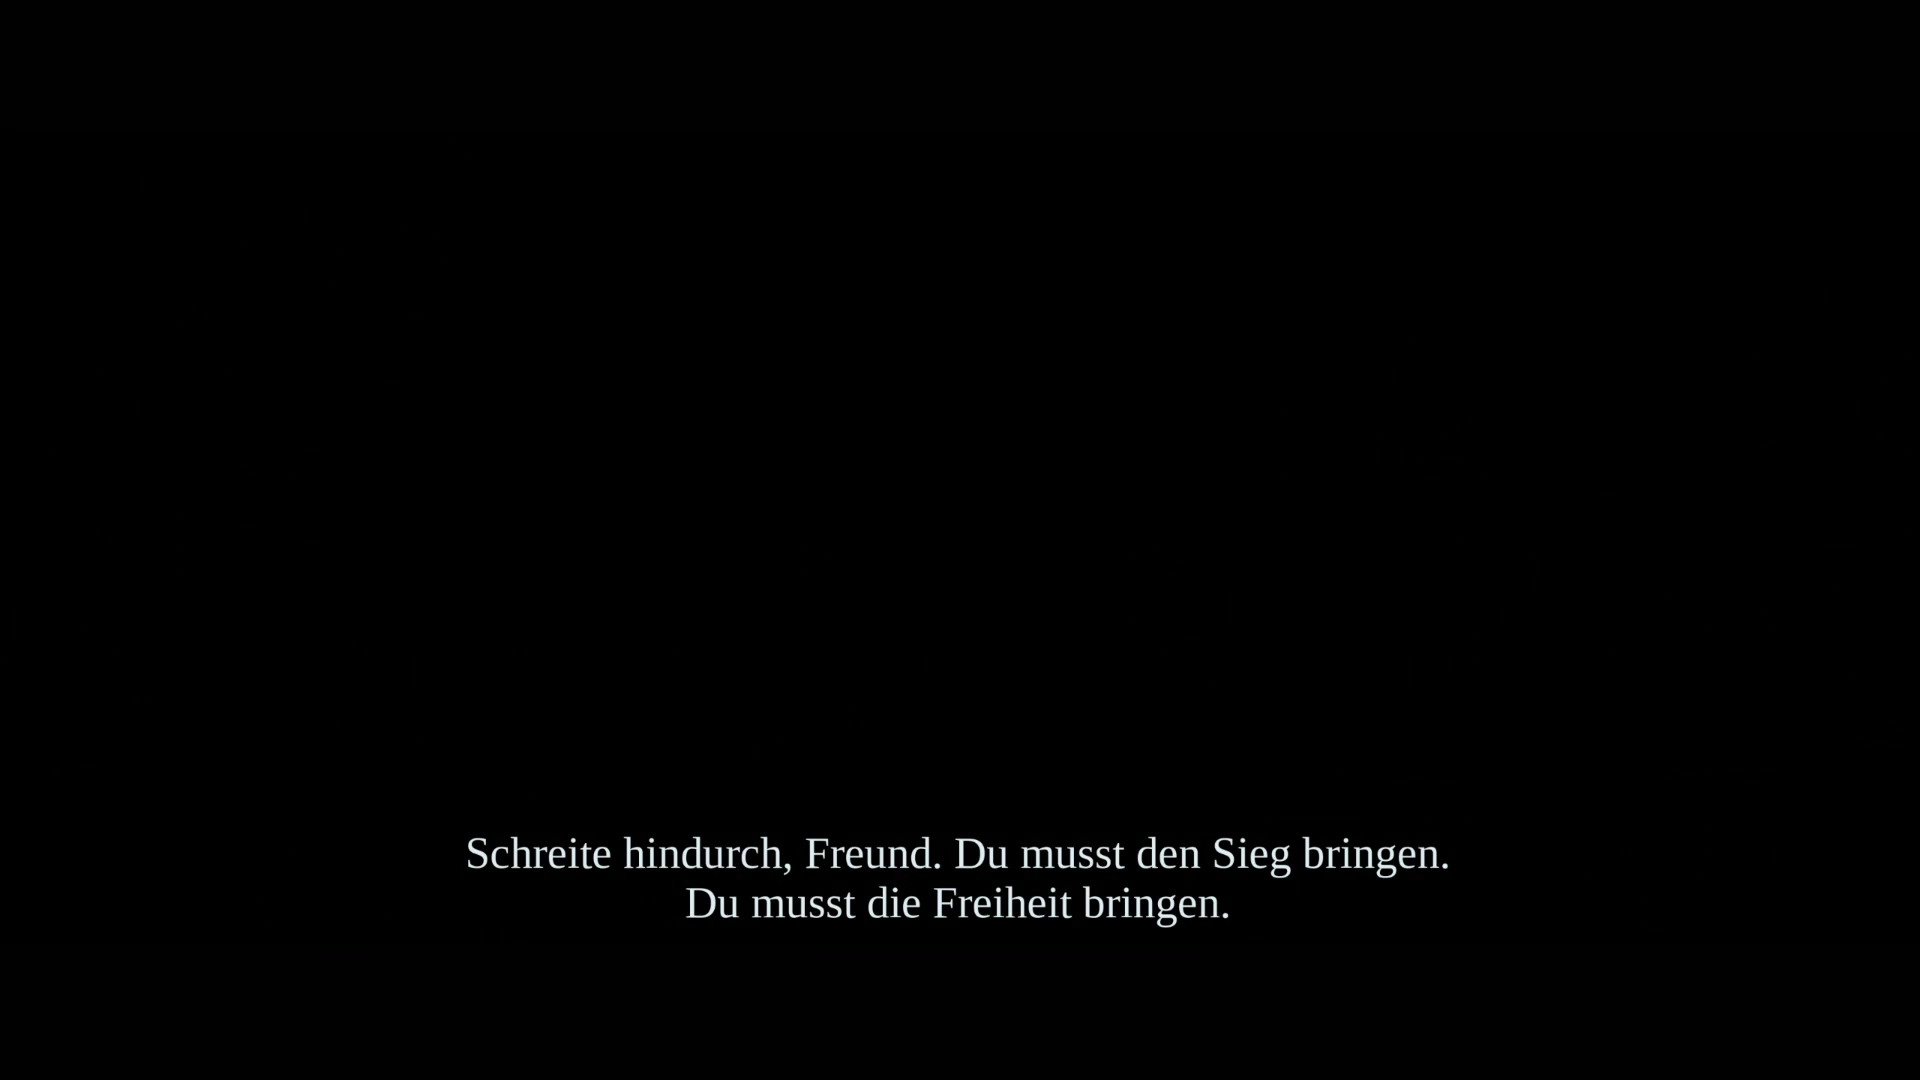 Schreite hindurch, Freund. Du musst den Sieg bringen.
Du musst die Freiheit bringen.